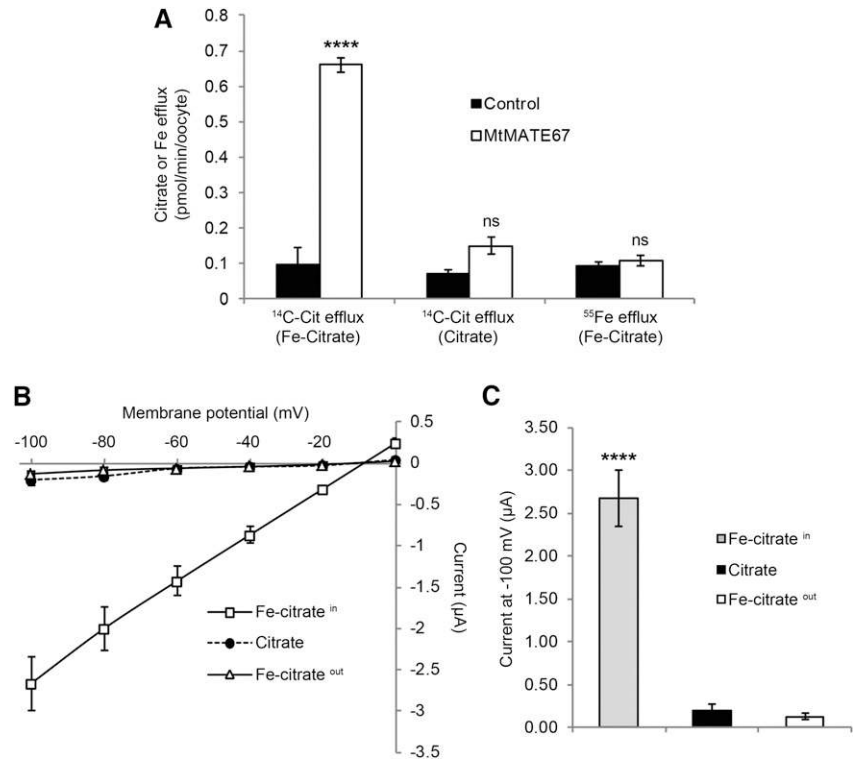 A
Citrate or Fe efflux
(pmol/min/oocyte)
0.8
0.7
0.6
0.5
0.4
0.3
0.2
0.1
0
****
ns
ns
Control
MtMATE67
¹⁴C-Cit efflux
(Fe-Citrate)
¹⁴C-Cit efflux
(Citrate)
⁵⁵Fe efflux
(Fe-Citrate)
B
Membrane potential (mV)
-100 -80 -60 -40 -20
0.5
0
-0.5
-1
-1.5
-2
-2.5
-3
-3.5
Current (µA)
Fe-citrate ⁱⁿ
Citrate
Fe-citrate ᵒᵘᵗ
C
Current at -100 mV (µA)
3.50
3.00
2.50
2.00
1.50
1.00
0.50
0.00
****
Fe-citrate ⁱⁿ
Citrate
Fe-citrate ᵒᵘᵗ